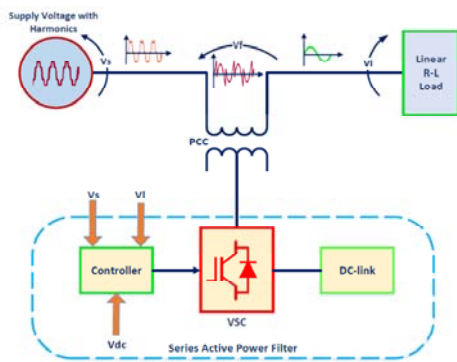 Supply Voltage with
Harmonics
Vs
Vf
Vl
Linear
R-L
Load
PCC
Vs
Vl
Controller
VSC
DC-link
Vdc
Series Active Power Filter